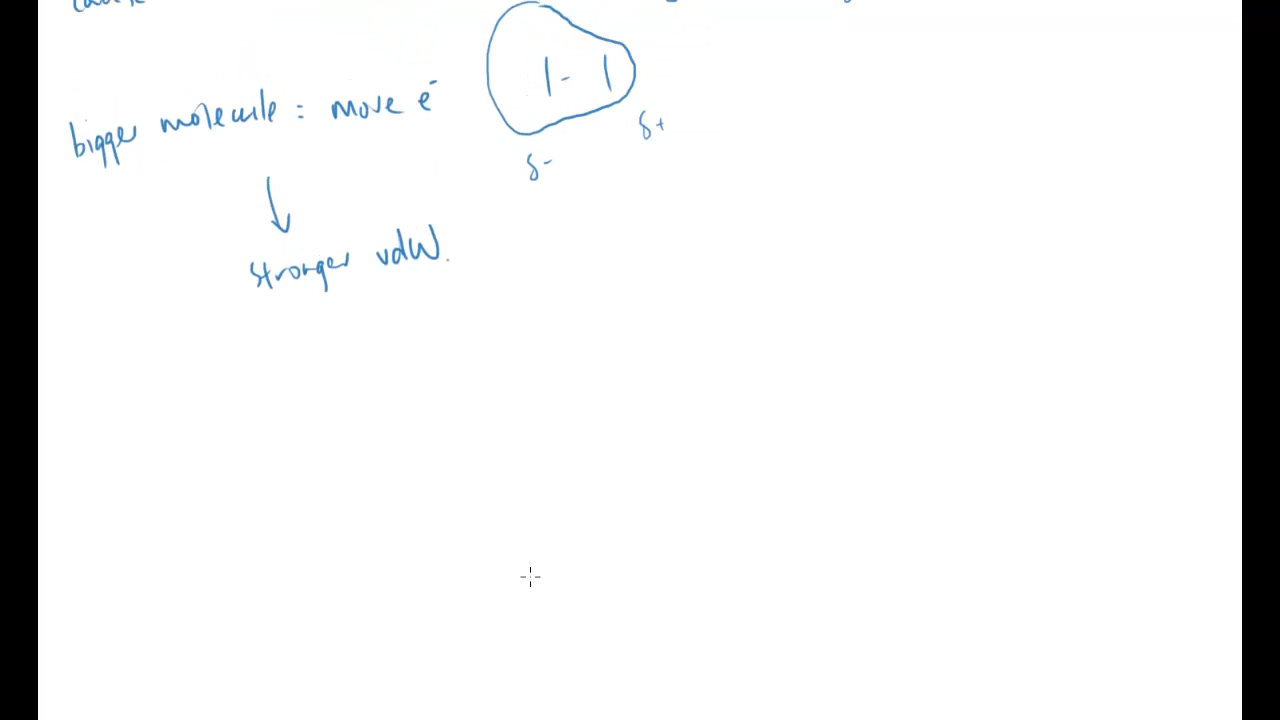 bigger molecule : more e⁻
I - I
δ+
δ-
↓
stronger vdW.